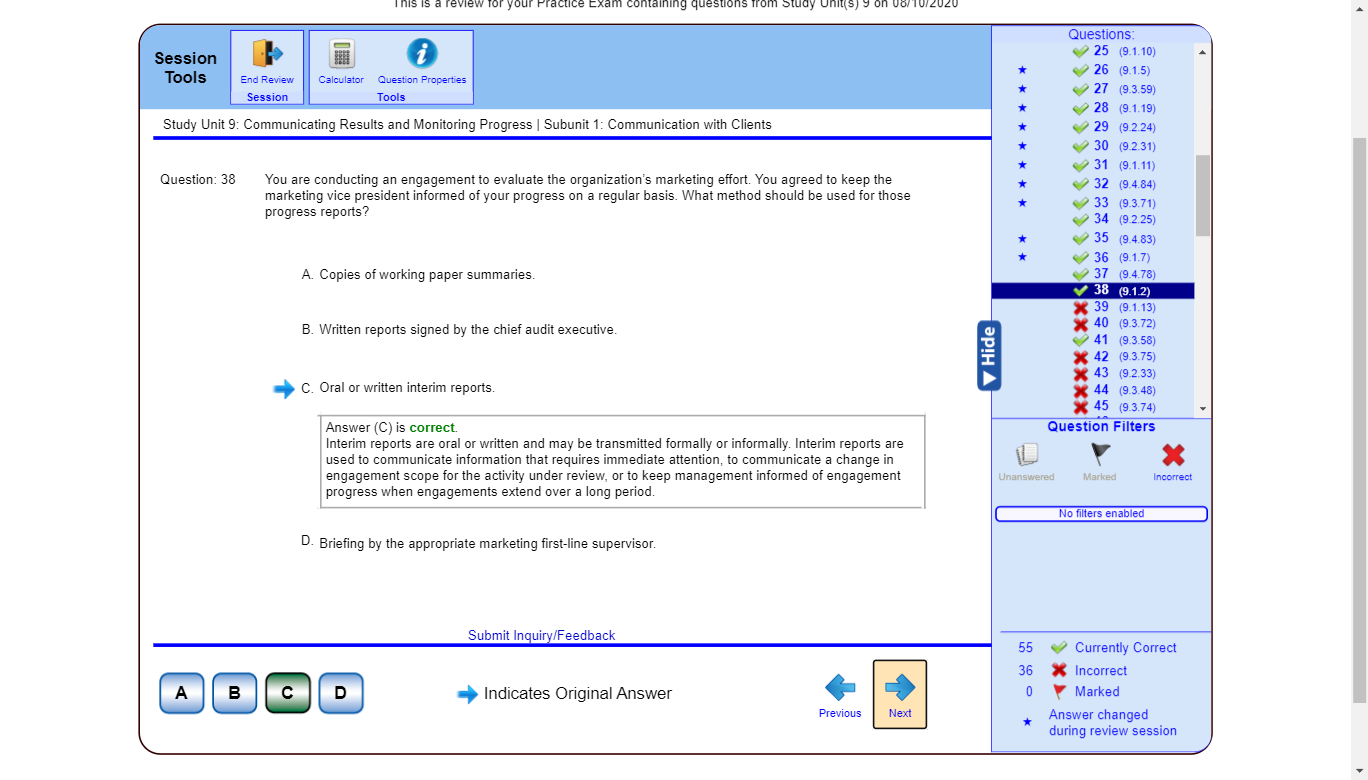 This is a review for your Practice Exam containing questions from Study Unit(s) 9 on 08/10/2020
Session
Tools
End Review
Session
Calculator
Question Properties
Tools
Study Unit 9: Communicating Results and Monitoring Progress | Subunit 1: Communication with Clients
Question: 38
You are conducting an engagement to evaluate the organization's marketing effort. You agreed to keep the
marketing vice president informed of your progress on a regular basis. What method should be used for those
progress reports?
A. Copies of working paper summaries.
B. Written reports signed by the chief audit executive.
C. Oral or written interim reports.
Answer (C) is correct.
Interim reports are oral or written and may be transmitted formally or informally. Interim reports are
used to communicate information that requires immediate attention, to communicate a change in
engagement scope for the activity under review, or to keep management informed of engagement
progress when engagements extend over a long period.
D. Briefing by the appropriate marketing first-line supervisor.
Submit Inquiry/Feedback
A B C D
Indicates Original Answer
Previous
Next
Hide
Questions:
25 (9.1.10)
26 (9.1.5)
27 (9.3.59)
28 (9.1.19)
29 (9.2.24)
30 (9.2.31)
31 (9.1.11)
32 (9.4.84)
33 (9.3.71)
34 (9.2.25)
35 (9.4.83)
36 (9.1.7)
37 (9.4.78)
38 (9.1.2)
39 (9.1.13)
40 (9.3.72)
41 (9.3.58)
42 (9.3.75)
43 (9.2.33)
44 (9.3.48)
45 (9.3.74)
Question Filters
Unanswered
Marked
Incorrect
No filters enabled
55 Currently Correct
36 Incorrect
0 Marked
Answer changed
during review session